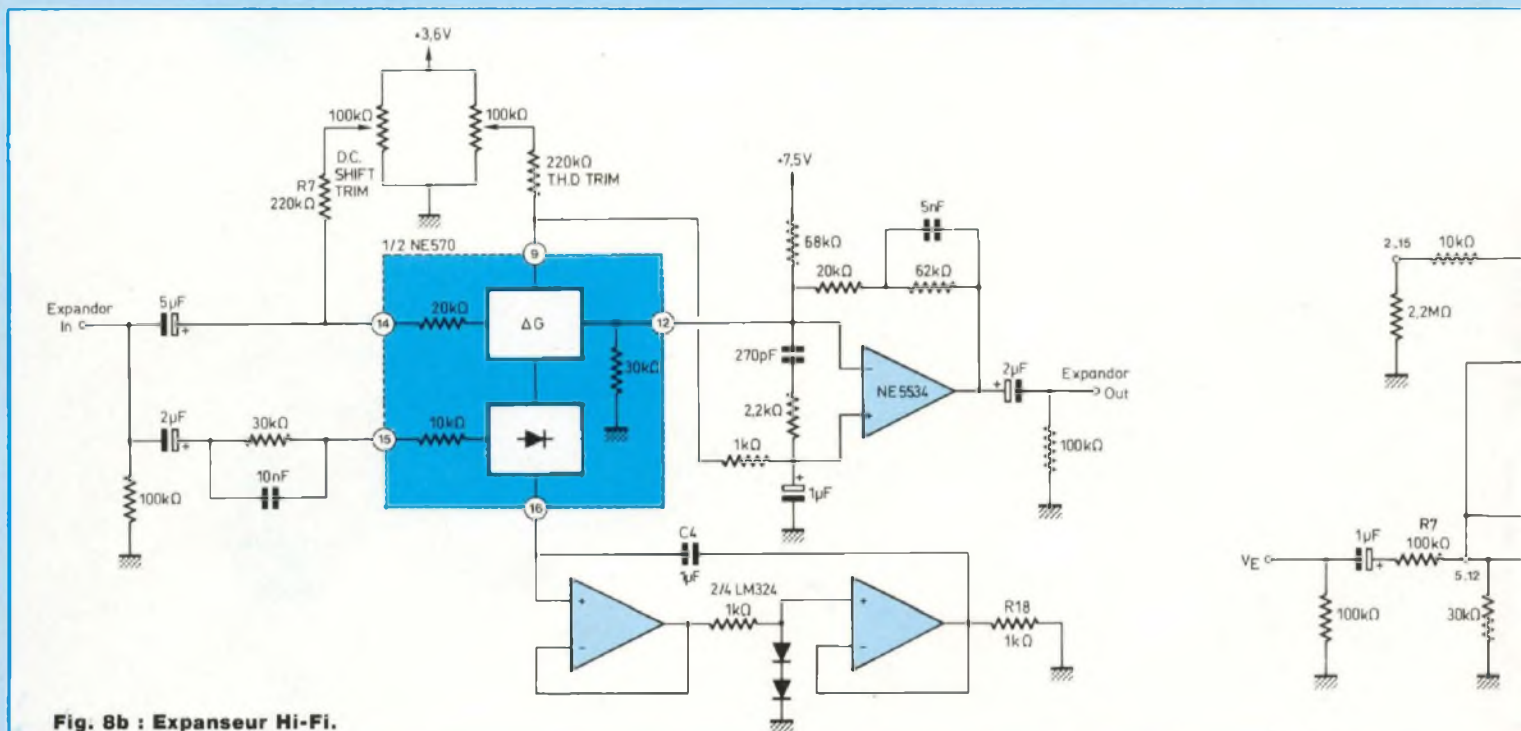 +3,6V
100kΩ
100kΩ
D.C.
SHIFT
TRIM
R7
220kΩ
220kΩ
T.H.D TRIM
+7,5V
68kΩ
5nF
20kΩ
62kΩ
1/2 NE570
9
Expandor
In
5µF
+
14
20kΩ
ΔG
12
30kΩ
270pF
2,2kΩ
1kΩ
-
+
NE5534
+
2µF
Expandor
Out
100kΩ
2µF
+
30kΩ
10nF
100kΩ
15
10kΩ
16
+
1µF
C4
1µF
2/4 LM324
1kΩ
+
-
+
-
R18
1kΩ
2.15
10kΩ
2,2MΩ
VE
1µF
+
R7
100kΩ
5.12
100kΩ
30kΩ
Fig. 8b : Expanseur Hi-Fi.